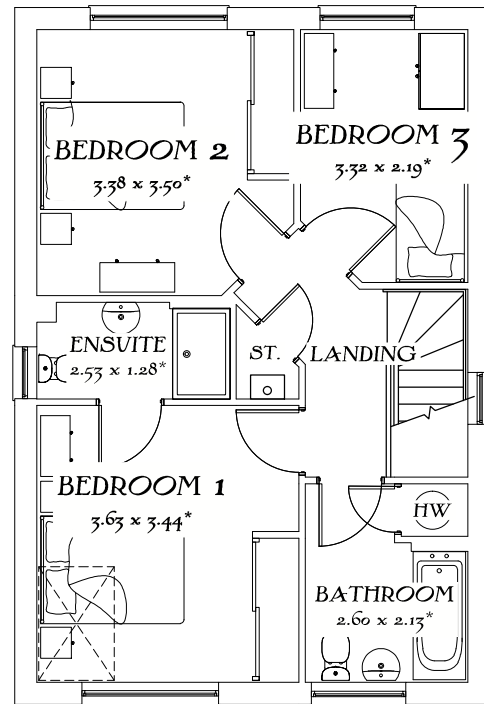 BEDROOM 2
3.38 x 3.50*
BEDROOM 3
3.32 x 2.19*
ENSUITE
2.53 x 1.28*
ST.
LANDING
BEDROOM 1
3.63 x 3.44*
HW
BATHROOM
2.60 x 2.13*